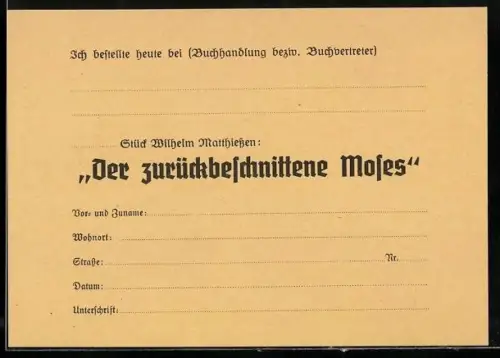 Ich bestellte heute bei (Buchhandlung bezw. Buchvertreter)
Stück Wilhelm Matthießen:
„Der zurückbeschnittene Moses“
Vor- und Zuname:
Wohnort:
Straße: Nr.
Datum:
Unterschrift: